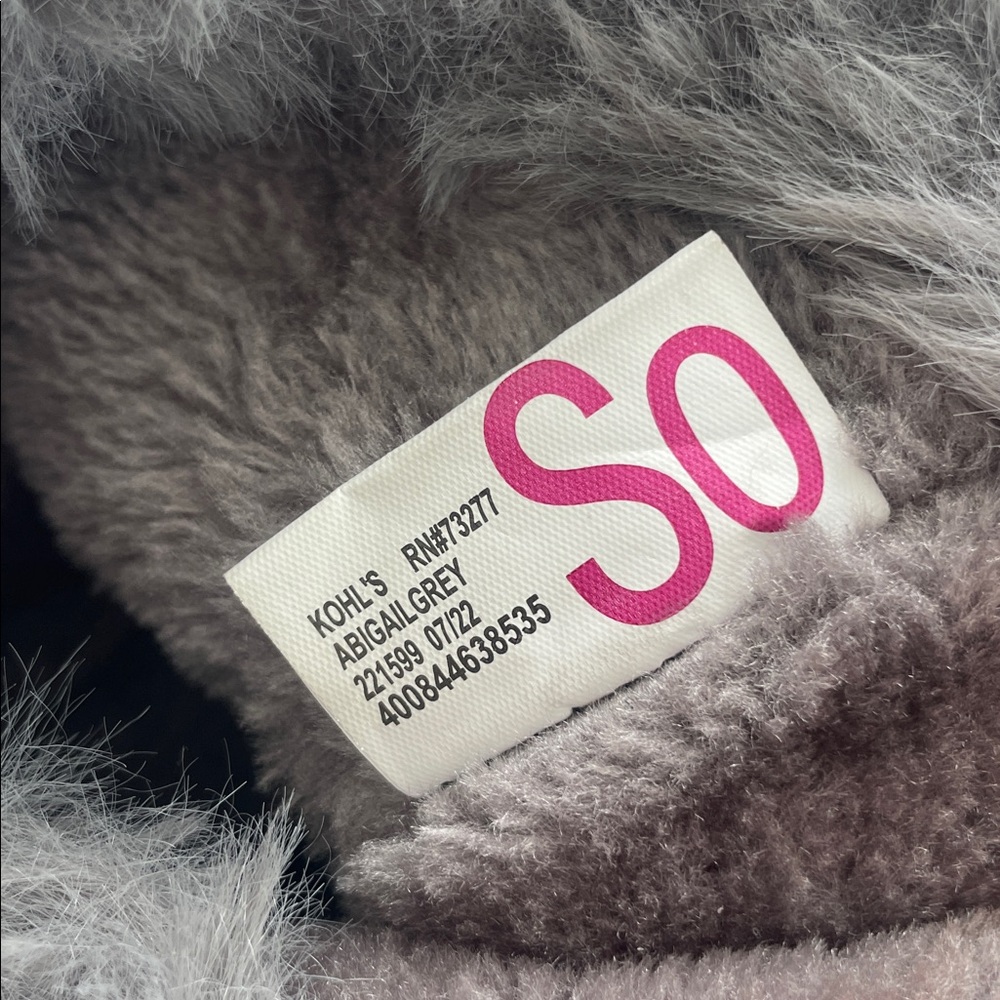 SO
KOHL'S RN#73277
ABIGAILGREY
221599 07/22
400844638535